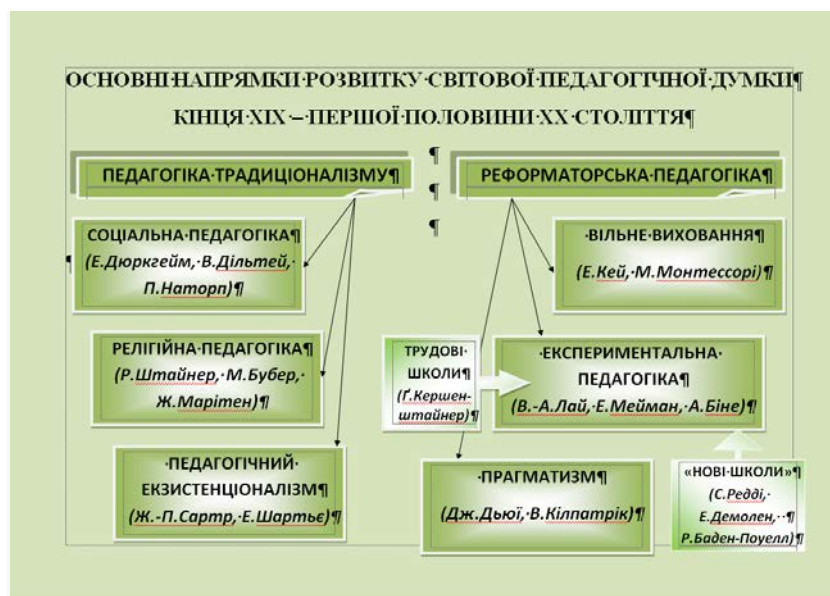 ОСНОВНІ НАПРЯМКИ РОЗВИТКУ СВІТОВОЇ ПЕДАГОГІЧНОЇ ДУМКИ¶
КІНЦЯ ХІХ – ПЕРШОЇ ПОЛОВИНИ ХХ СТОЛІТТЯ¶
¶
¶
¶
ПЕДАГОГІКА ТРАДИЦІОНАЛІЗМУ¶
СОЦІАЛЬНА ПЕДАГОГІКА¶
(Е.Дюркгейм, В.Дільтей,
П.Наторп)¶
¶
РЕЛІГІЙНА ПЕДАГОГІКА¶
(Р.Штайнер, М.Бубер,
Ж.Марітен)¶
ПЕДАГОГІЧНИЙ
ЕКЗИСТЕНЦІОНАЛІЗМ¶
(Ж.-П.Сартр, Е.Шартьє)¶
РЕФОРМАТОРСЬКА ПЕДАГОГІКА¶
ВІЛЬНЕ ВИХОВАННЯ¶
(Е.Кей, М.Монтессорі)¶
ТРУДОВІ
ШКОЛИ¶
(Ґ.Кершен-
штайнер)¶
ЕКСПЕРИМЕНТАЛЬНА
ПЕДАГОГІКА¶
(В.-А.Лай, Е.Мейман, А.Біне)¶
ПРАГМАТИЗМ¶
(Дж.Дьюї, В.Кілпатрік)¶
«НОВІ ШКОЛИ»¶
(С.Редді,
Е.Демолен, ¶
Р.Баден-Поуелл)¶